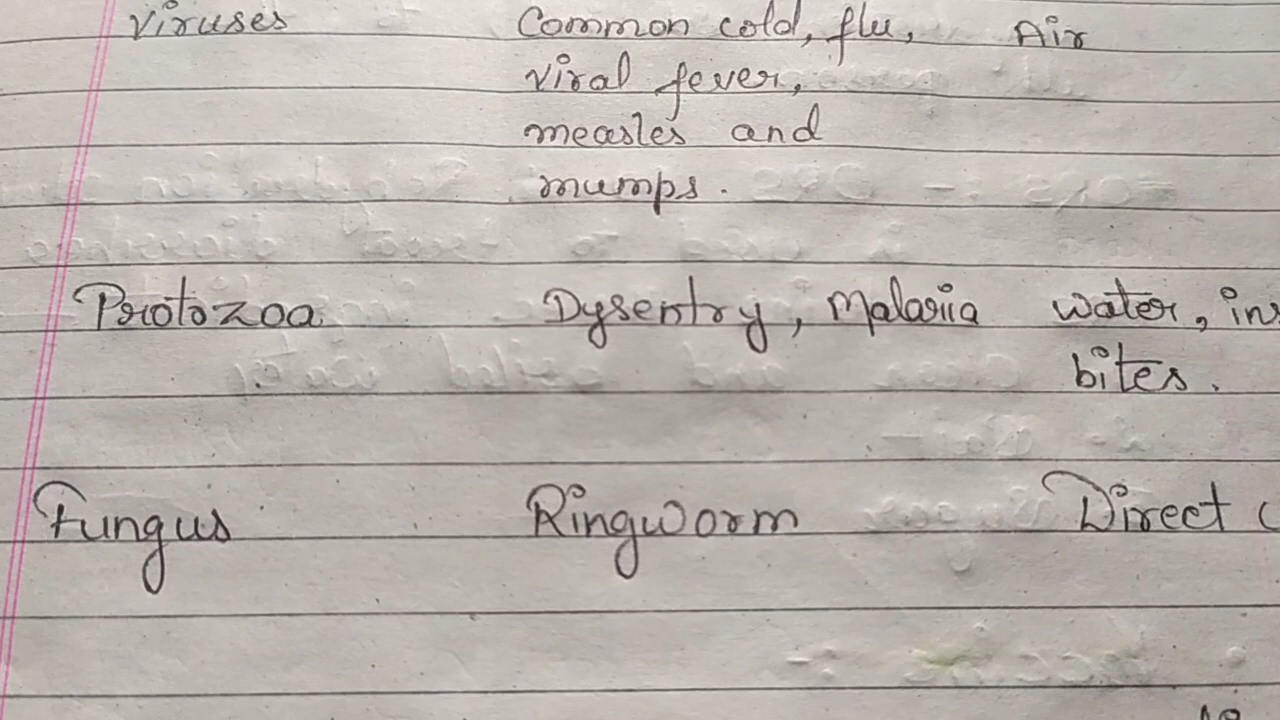 Viruses Common cold, flu, Air
viral fever,
measles and
mumps.
Protozoa Dysentry, Malaria water,
bites.
Fungus Ringworm Direct